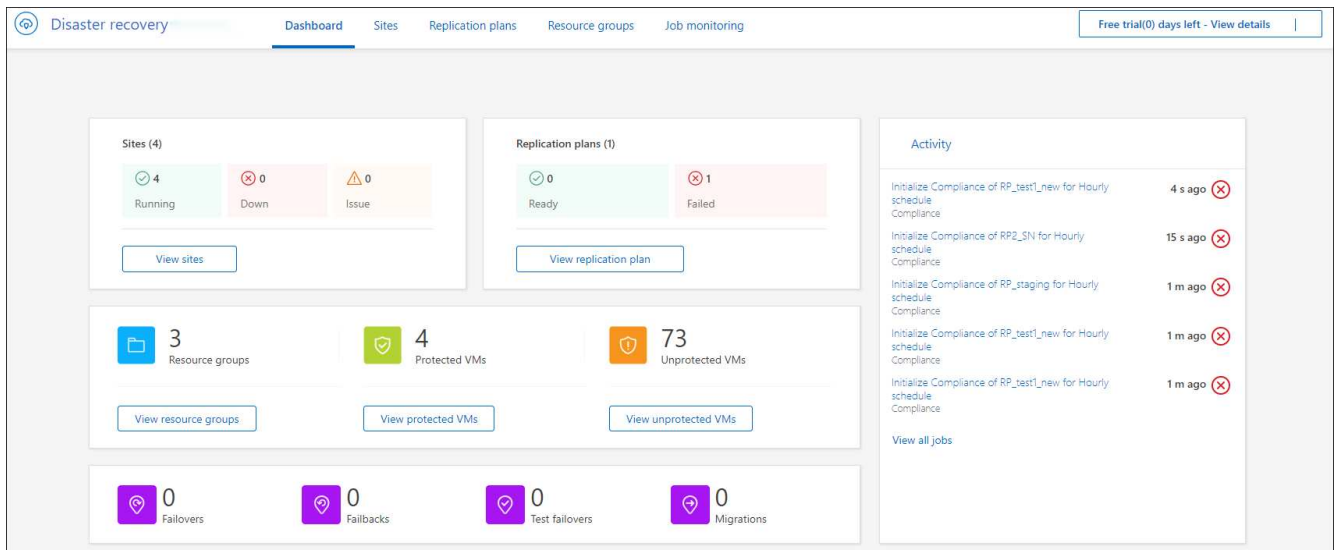 Disaster recovery
Dashboard
Sites
Replication plans
Resource groups
Job monitoring
Free trial(0) days left - View details
Sites (4)
4
Running
0
Down
0
Issue
View sites
Replication plans (1)
0
Ready
1
Failed
View replication plan
3
Resource groups
View resource groups
4
Protected VMs
View protected VMs
73
Unprotected VMs
View unprotected VMs
0
Failovers
0
Failbacks
0
Test failovers
0
Migrations
Activity
Initialize Compliance of RP_test1_new for Hourly
schedule
Compliance
4 s ago
Initialize Compliance of RP2_SN for Hourly
schedule
Compliance
15 s ago
Initialize Compliance of RP_staging for Hourly
schedule
Compliance
1 m ago
Initialize Compliance of RP_test1_new for Hourly
schedule
Compliance
1 m ago
Initialize Compliance of RP_test1_new for Hourly
schedule
Compliance
1 m ago
View all jobs